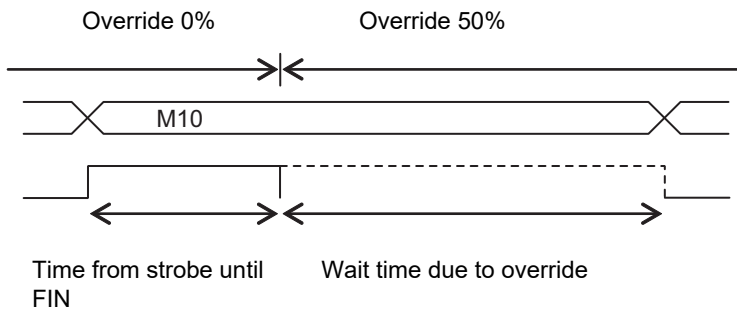 Override 0%
Override 50%
M10
Time from strobe until
FIN
Wait time due to override